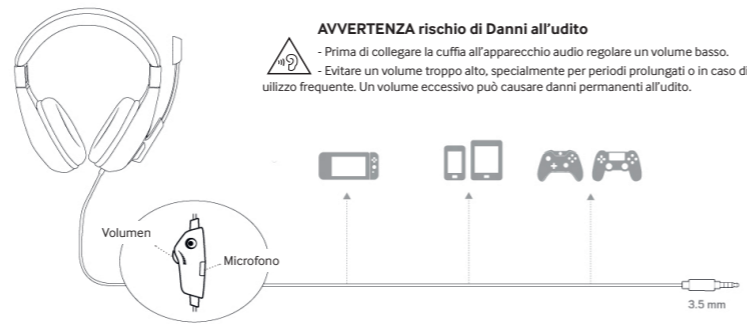 AVVERTENZA rischio di Danni all'udito
- Prima di collegare la cuffia all'apparecchio audio regolare un volume basso.
- Evitare un volume troppo alto, specialmente per periodi prolungati o in caso di
uilizzo frequente. Un volume eccessivo può causare danni permanenti all'udito.
Volumen
Microfono
3.5 mm